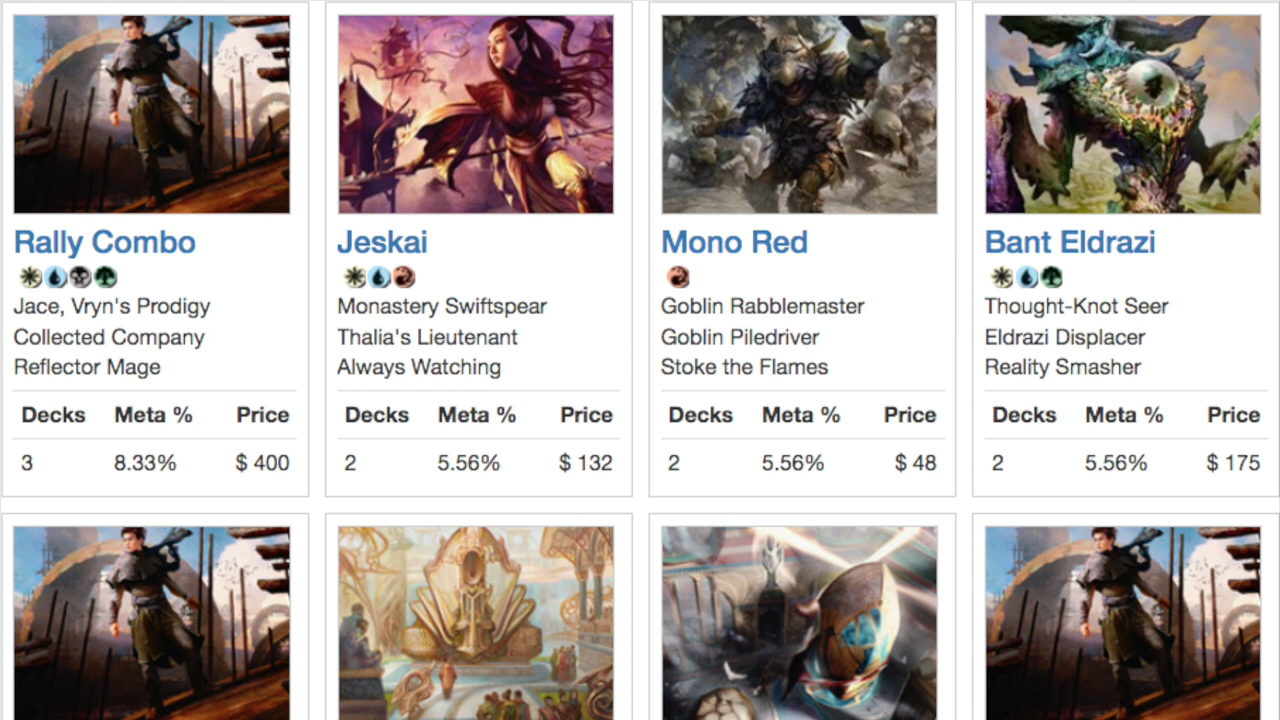 Rally Combo
Jace, Vryn's Prodigy
Collected Company
Reflector Mage
Decks Meta % Price
3 8.33% $ 400
Jeskai
Monastery Swiftspear
Thalia's Lieutenant
Always Watching
Decks Meta % Price
2 5.56% $ 132
Mono Red
Goblin Rabblemaster
Goblin Piledriver
Stoke the Flames
Decks Meta % Price
2 5.56% $ 48
Bant Eldrazi
Thought-Knot Seer
Eldrazi Displacer
Reality Smasher
Decks Meta % Price
2 5.56% $ 175